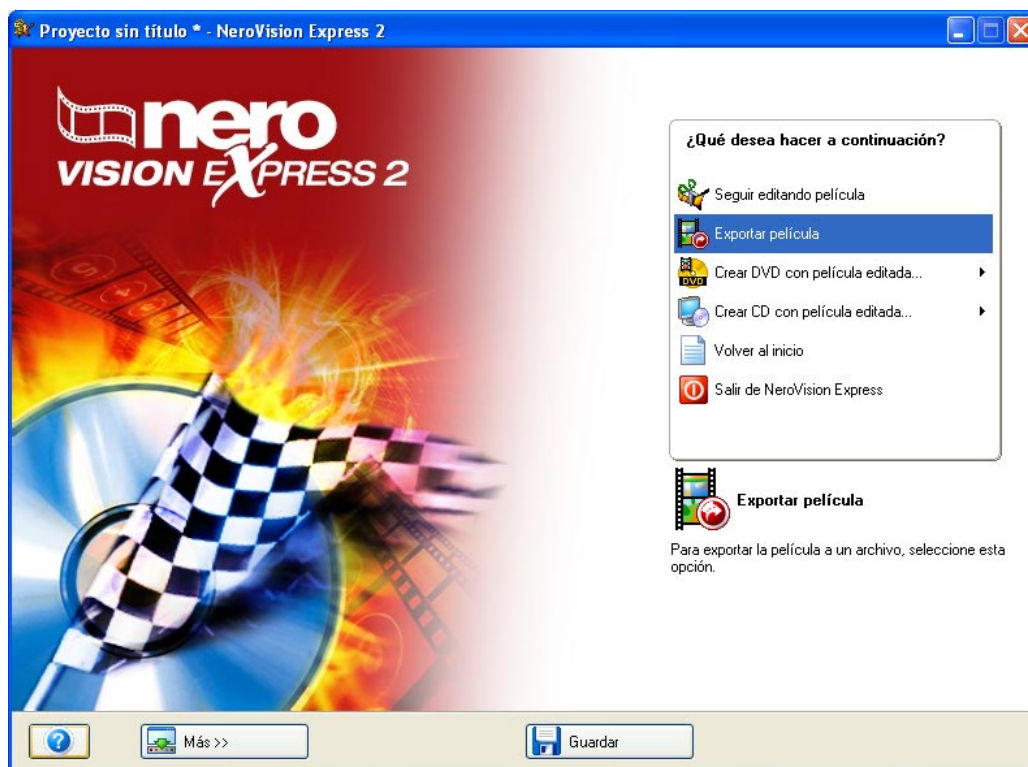 Proyecto sin título * - NeroVision Express 2
nero
VISION EXPRESS 2
¿Qué desea hacer a continuación?
Seguir editando película
Exportar película
Crear DVD con película editada...
Crear CD con película editada...
Volver al inicio
Salir de NeroVision Express
Exportar película
Para exportar la película a un archivo, seleccione esta
opción.
Más >>
Guardar